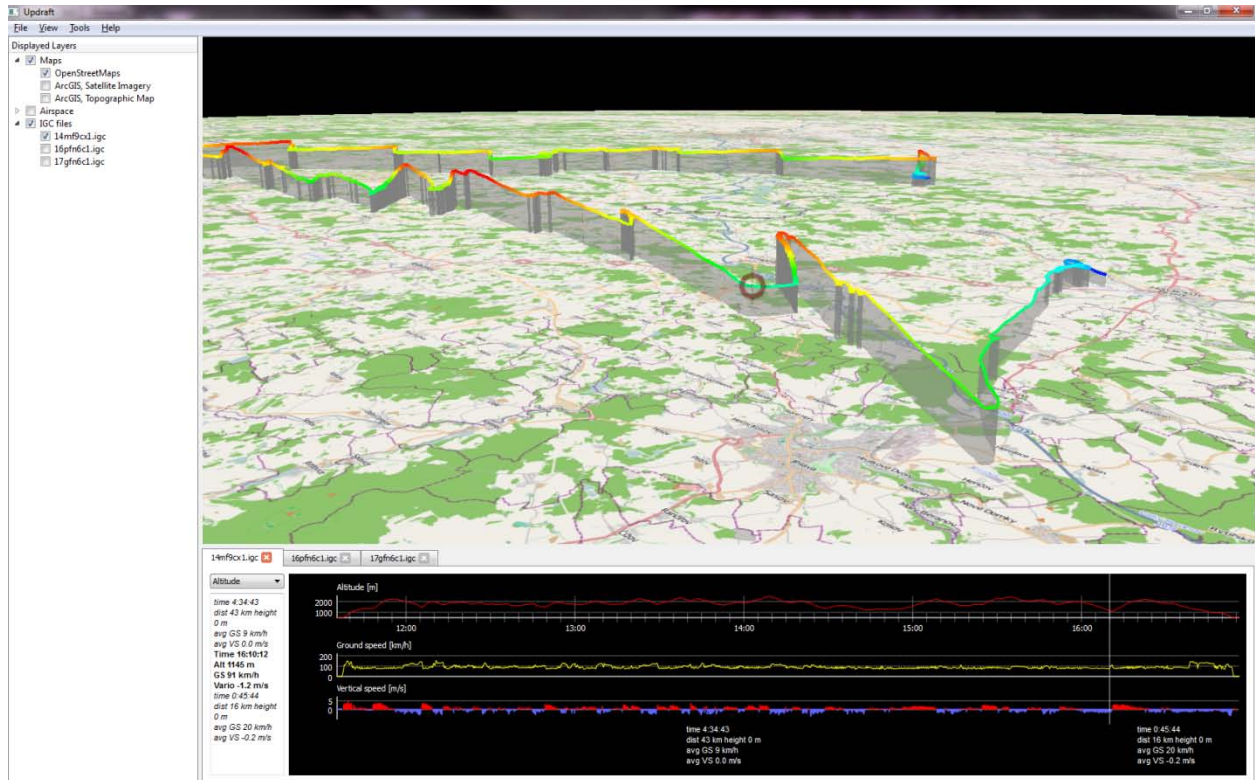 Updraft
File View Tools Help
Displayed Layers
Maps
OpenStreetMaps
ArcGIS, Satellite Imagery
ArcGIS, Topographic Map
Airspace
IGC files
14mf9cx1.igc
16pfn6c1.igc
17gfn6c1.igc
14mf9cx1.igc 16pfn6c1.igc 17gfn6c1.igc
Altitude
time 4:34:43
dist 43 km height
0 m
avg GS 9 km/h
avg VS 0.0 m/s
Time 16:10:12
Alt 1145 m
GS 91 km/h
Vario -1.2 m/s
time 0:45:44
dist 16 km height
0 m
avg GS 20 km/h
avg VS -0.2 m/s
Altitude [m]
2000
1000
12:00 13:00 14:00 15:00 16:00
Ground speed [km/h]
200
100
0
Vertical speed [m/s]
5
0
time 4:34:43
dist 43 km height 0 m
avg GS 9 km/h
avg VS 0.0 m/s
time 0:45:44
dist 16 km height 0 m
avg GS 20 km/h
avg VS -0.2 m/s